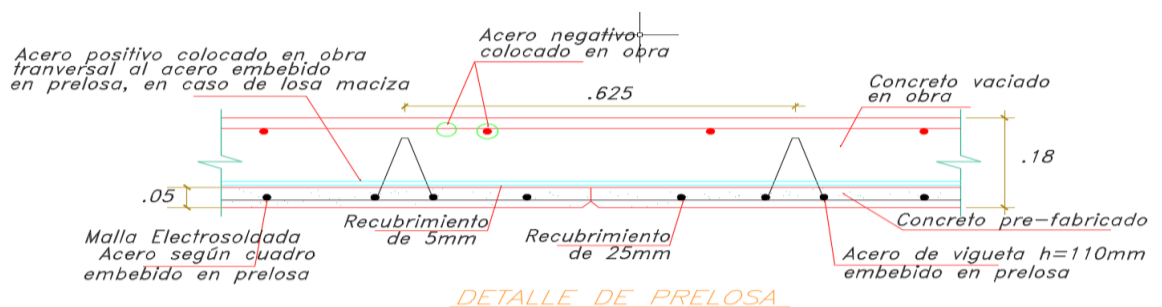 Acero positivo colocado en obra
tranversal al acero embebido
en prelosa, en caso de losa maciza
Acero negativo
colocado en obra
.625
Concreto vaciado
en obra
.18
.05
Malla Electrosoldada
Acero según cuadro
embebido en prelosa
Recubrimiento
de 5mm
Recubrimiento
de 25mm
Concreto pre-fabricado
Acero de vigueta h=110mm
embebido en prelosa
DETALLE DE PRELOSA